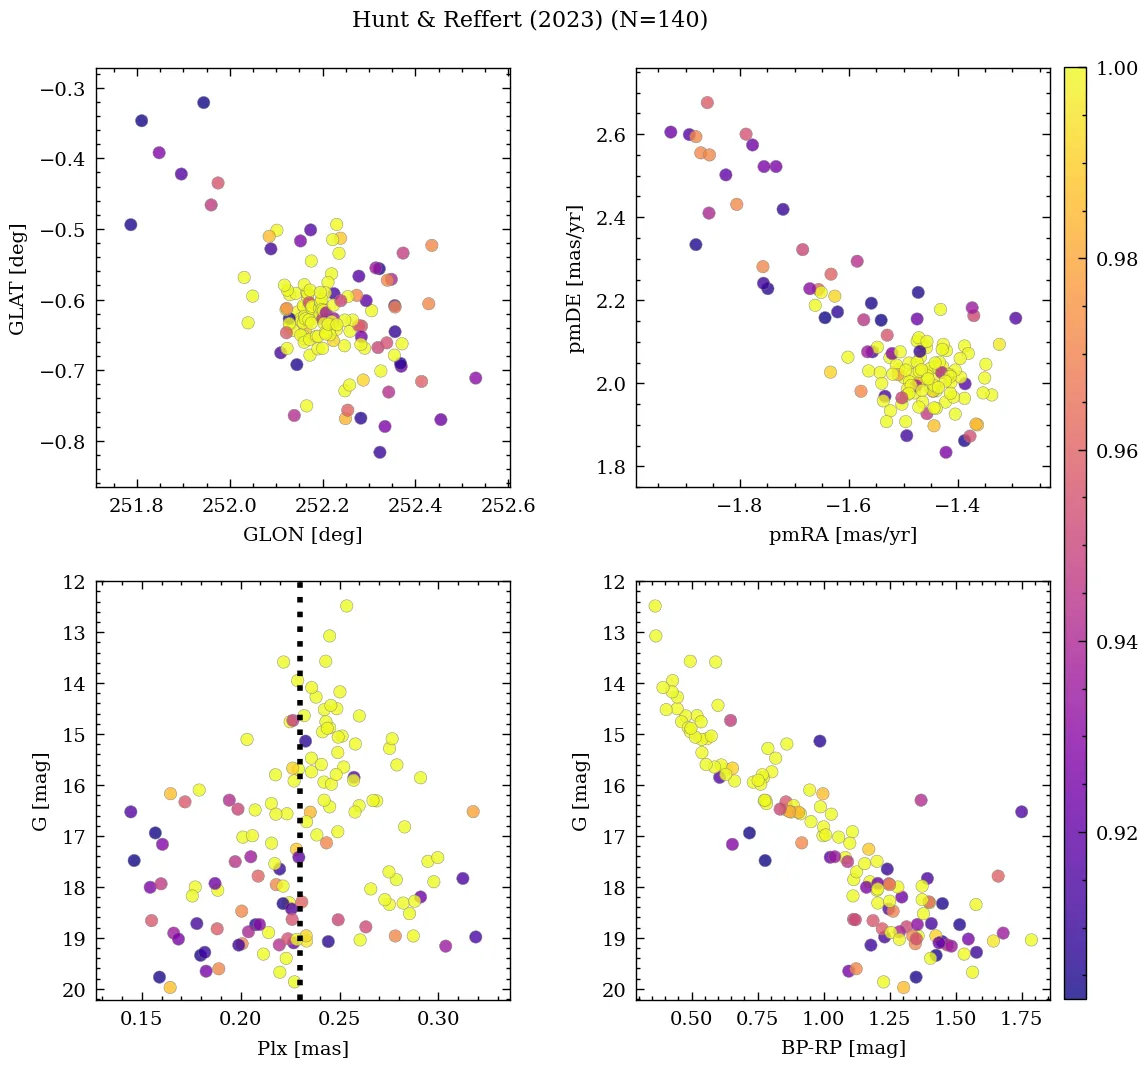 Hunt & Reffert (2023) (N=140)
−0.3
−0.4
−0.5
−0.6
−0.7
−0.8
GLAT [deg]
251.8 252.0 252.2 252.4 252.6
GLON [deg]
2.6
2.4
2.2
2.0
1.8
pmDE [mas/yr]
−1.8 −1.6 −1.4
pmRA [mas/yr]
1.00
0.98
0.96
0.94
0.92
12
13
14
15
16
17
18
19
20
G [mag]
0.15 0.20 0.25 0.30
Plx [mas]
12
13
14
15
16
17
18
19
20
G [mag]
0.50 0.75 1.00 1.25 1.50 1.75
BP-RP [mag]